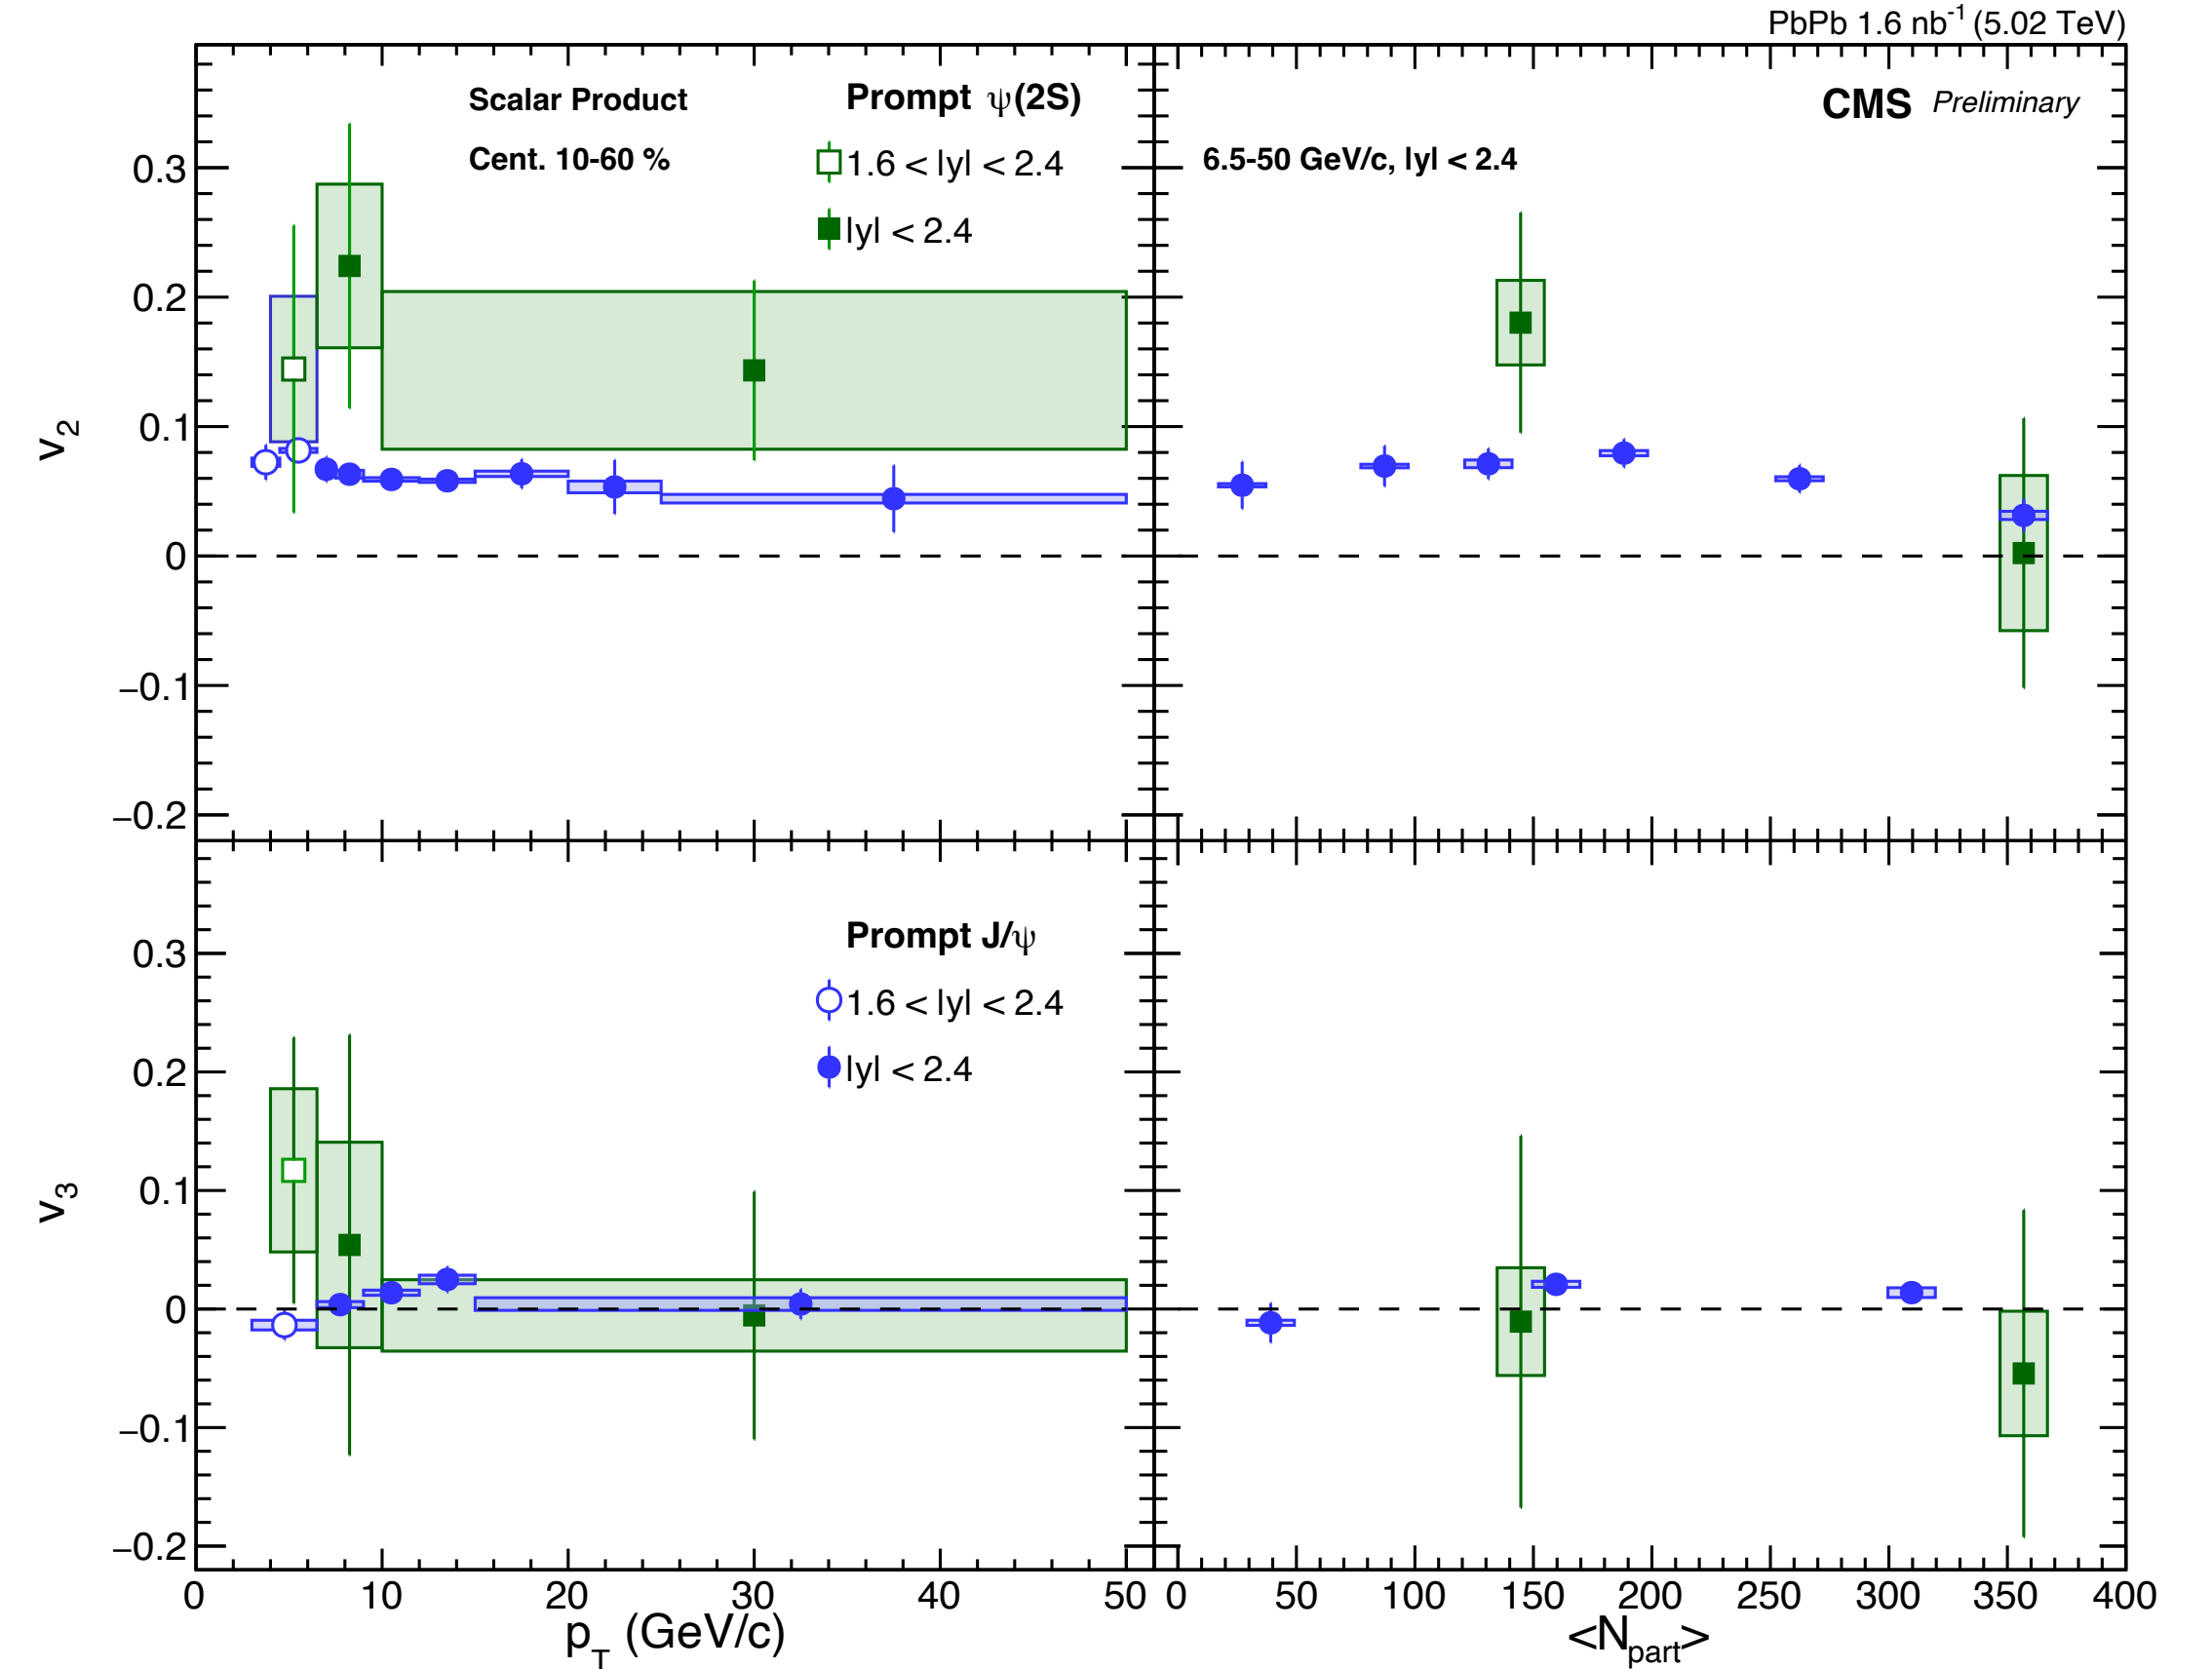 PbPb 1.6 nb⁻¹ (5.02 TeV)
Scalar Product
Cent. 10-60 %
Prompt ψ(2S)
1.6 < |y| < 2.4
|y| < 2.4
CMS Preliminary
6.5-50 GeV/c, |y| < 2.4
v₂
0.3
0.2
0.1
0
−0.1
−0.2
Prompt J/ψ
1.6 < |y| < 2.4
|y| < 2.4
v₃
0.3
0.2
0.1
0
−0.1
−0.2
0 10 20 30 40 50
p_T (GeV/c)
0 50 100 150 200 250 300 350 400
<N_part>